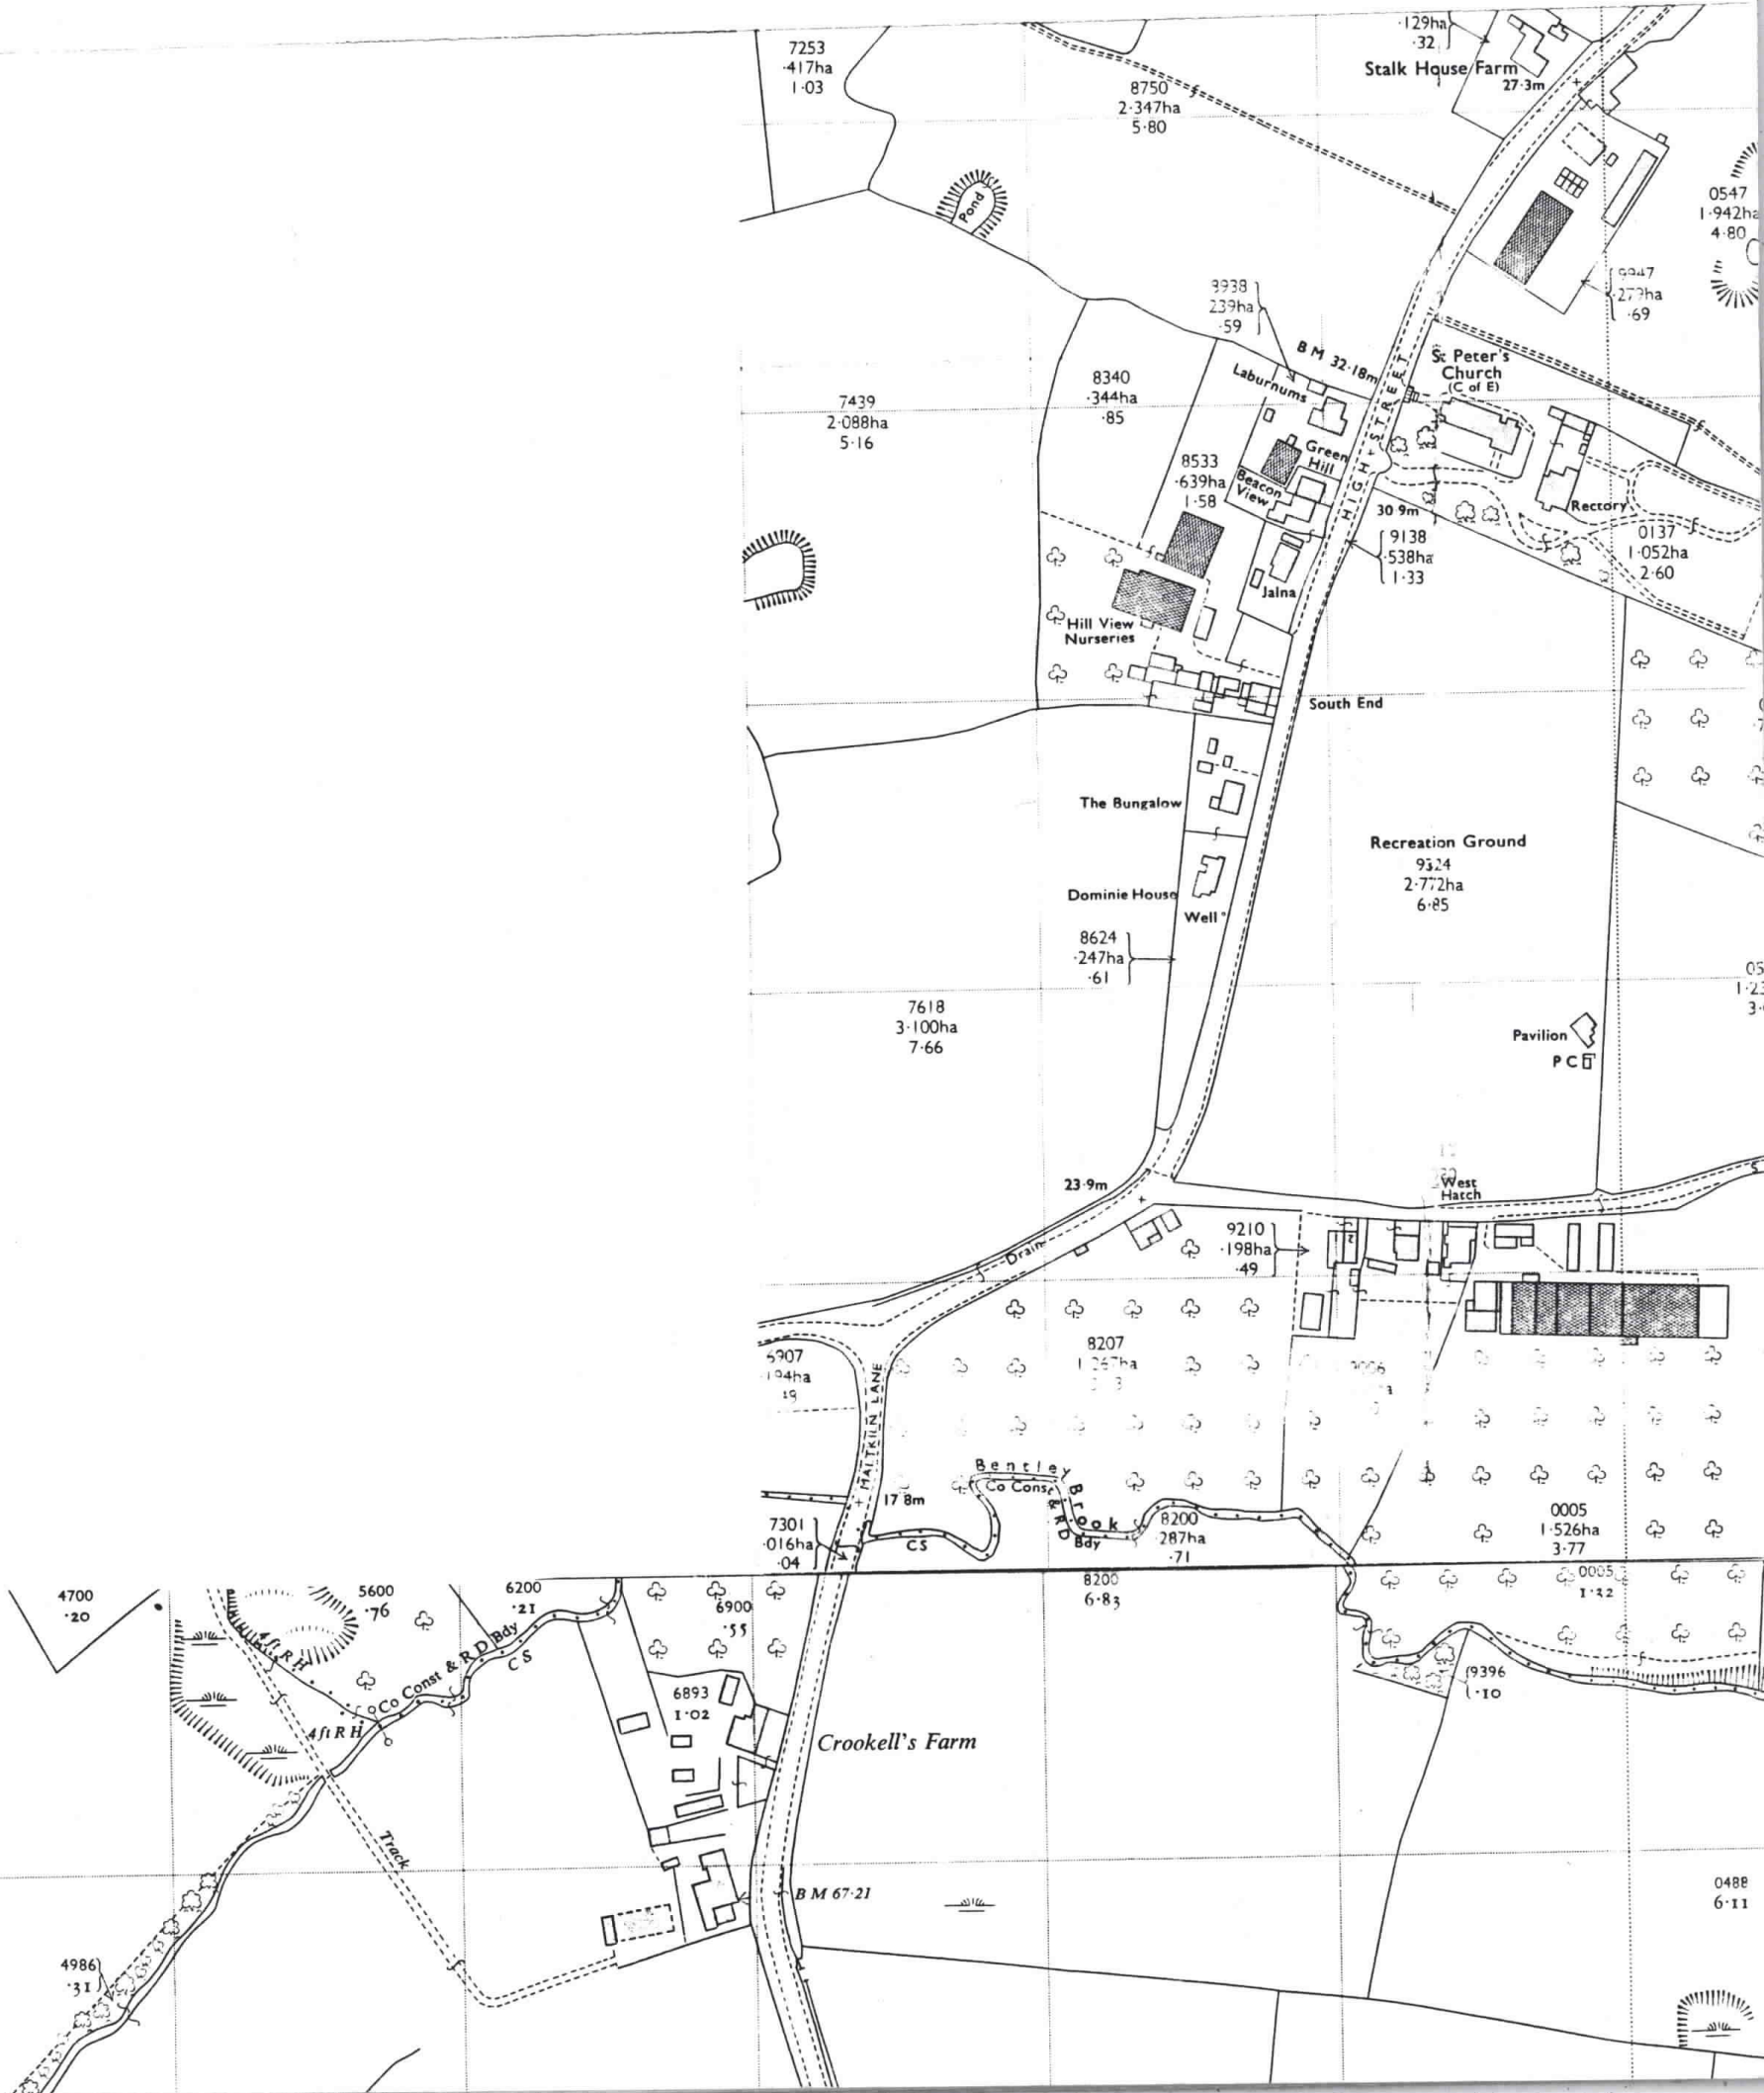 7253
·417ha
1·03
8750
2·347ha
5·80
·129ha
·32
Stalk House Farm
27·3m
Pond
0547
1·942ha
4·80
9947
·279ha
·69
9938
239ha
·59
B M 32·18m
Laburnums
St Peter's
Church
(C of E)
HIGH STREET
8340
·344ha
·85
7439
2·088ha
5·16
Green
Hill
8533
·639ha
1·58
Beacon
View
30·9m
Rectory
9138
·538ha
1·33
0137
1·052ha
2·60
Jalna
Hill View
Nurseries
South End
The Bungalow
Recreation Ground
9324
2·772ha
6·85
Dominie House
Well
8624
·247ha
·61
7618
3·100ha
7·66
Pavilion
P C
23·9m
West
Hatch
9210
·198ha
·49
Drain
8207
MALTKILN LANE
17 8m
Bentley
Brook
Co Const
& R D
Bdy
7301
·016ha
·04
C S
8200
·287ha
·71
0005
1·526ha
3·77
4700
·20
5600
·76
6200
·21
6900
·55
8200
6·83
0005
1·32
4ft R H
Co Const & R D Bdy
C S
4ft R H
6893
1·02
9396
·10
Crookell's Farm
Track
B M 67·21
0488
6·11
4986
·31